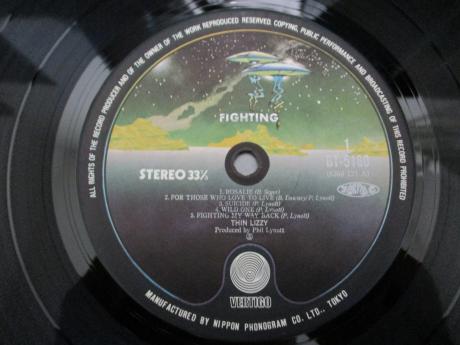 ALL RIGHTS OF THE RECORD PRODUCER AND OF THE OWNER OF THE WORK REPRODUCED RESERVED. COPYING, PUBLIC PERFORMANCE AND BROADCASTING OF THIS RECORD PROHIBITED
FIGHTING
1
BT-5180
STEREO 33⅓
1. ROSALIE (B. Seger)
2. FOR THOSE WHO LOVE TO LIVE (B. Downey/P. Lynott)
3. SUICIDE (P. Lynott)
4. WILD ONE (P. Lynott)
5. FIGHTING MY WAY BACK (P. Lynott)
THIN LIZZY
Produced by Phil Lynott
Ⓟ
VERTIGO
MANUFACTURED BY NIPPON PHONOGRAM CO. LTD., TOKYO